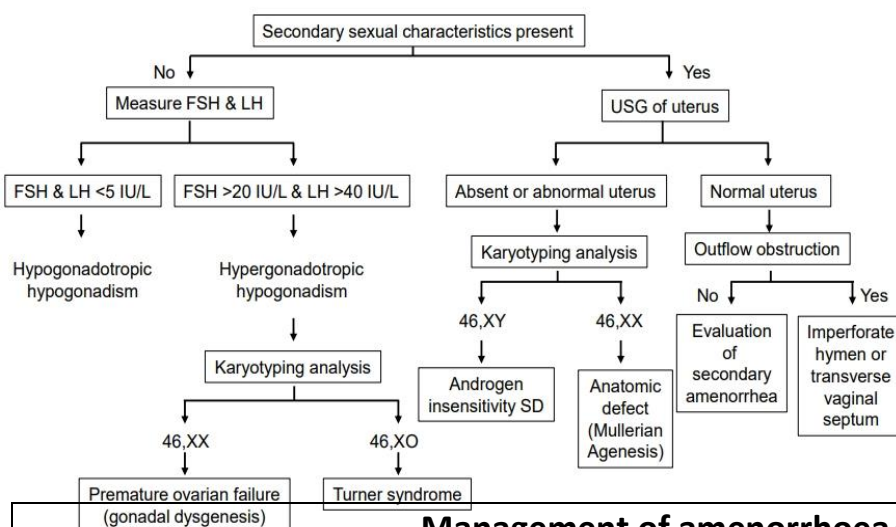 Secondary sexual characteristics present
No
Yes
Measure FSH & LH
USG of uterus
FSH & LH <5 IU/L
FSH >20 IU/L & LH >40 IU/L
Absent or abnormal uterus
Normal uterus
Hypogonadotropic
hypogonadism
Hypergonadotropic
hypogonadism
Karyotyping analysis
Outflow obstruction
No
Yes
46,XY
46,XX
Evaluation
of
secondary
amenorrhea
Imperforate
hymen or
transverse
vaginal
septum
Karyotyping analysis
Androgen
insensitivity SD
Anatomic
defect
(Mullerian
Agenesis)
46,XX
46,XO
Premature ovarian failure
(gonadal dysgenesis)
Turner syndrome
Management of amenorrhoea